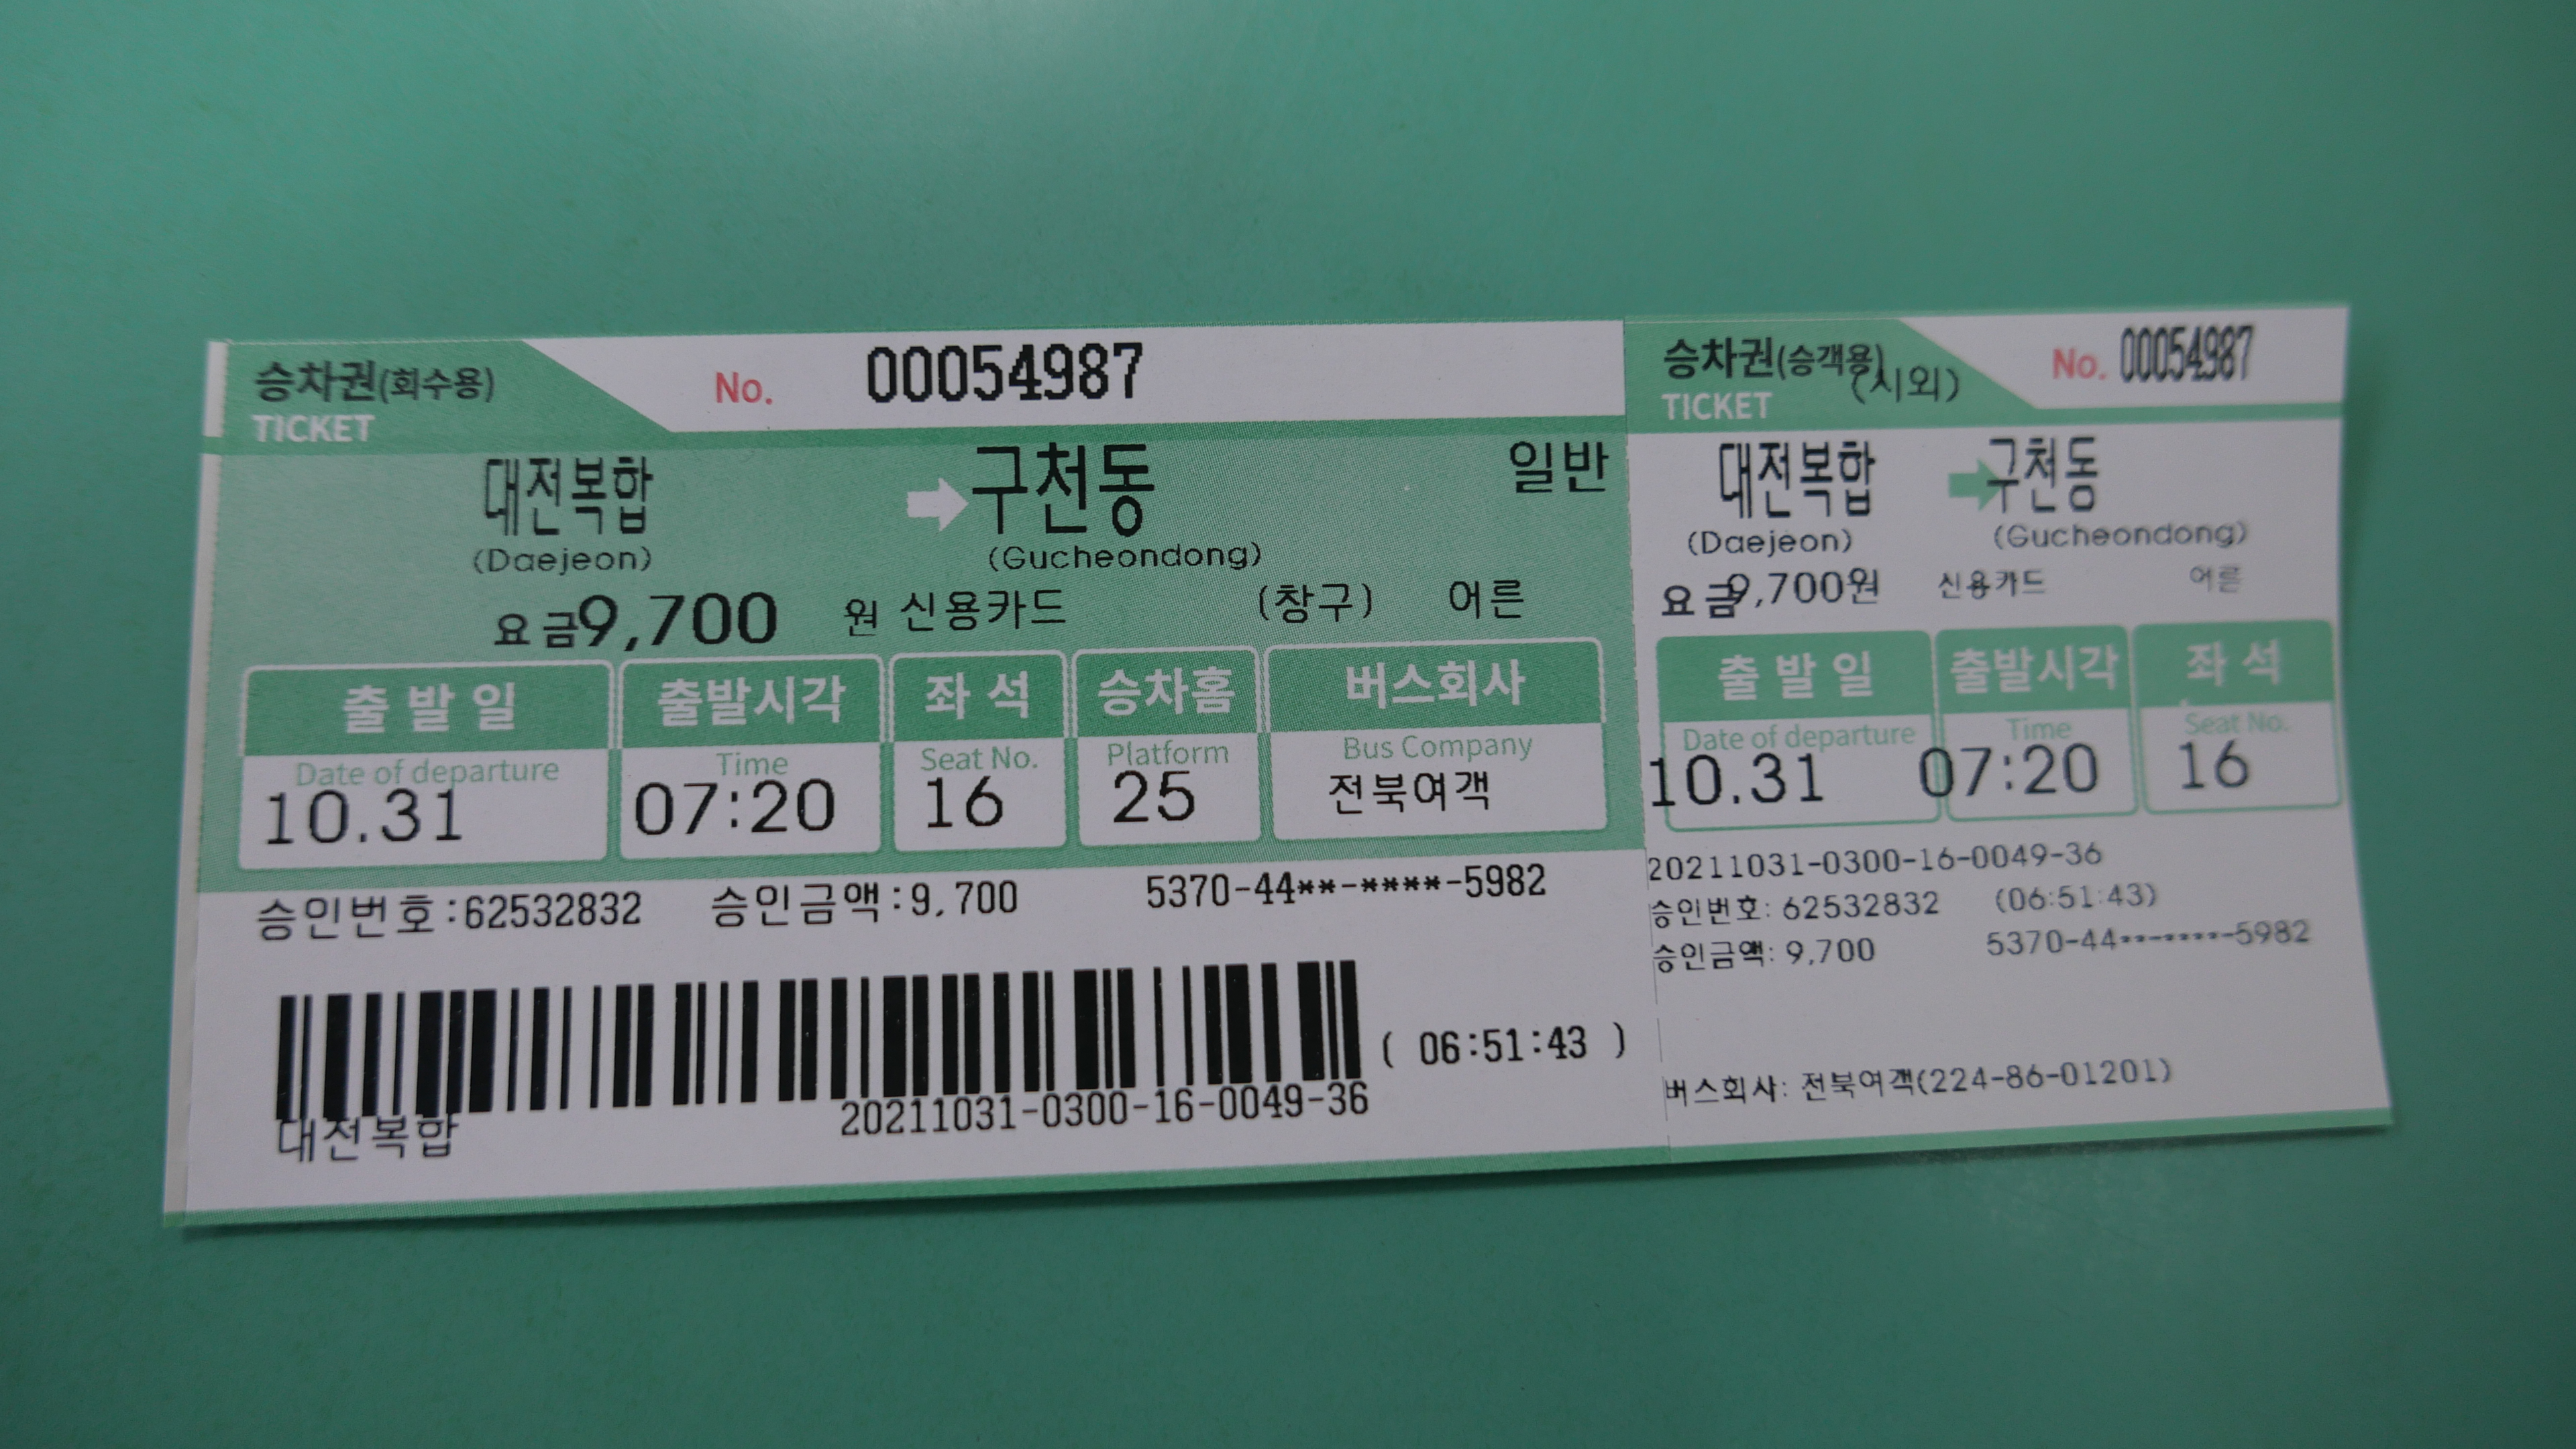 승차권(회수용)
TICKET
No. 00054987
대전복합 구천동 일반
(Daejeon) (Gucheondong)
요 금 9,700 원 신용카드 (창구) 어른
출 발 일 출발시각 좌 석 승차홈 버스회사
Date of departure Time Seat No. Platform Bus Company
10.31 07:20 16 25 전북여객
승인번호:62532832 승인금액:9,700 5370-44**-****-5982
( 06:51:43 )
대전복합 20211031-0300-16-0049-36
승차권(승객용) (시외)
TICKET
No. 00054987
대전복합 구천동
(Daejeon) (Gucheondong)
요 금 9,700원 신용카드 어른
출 발 일 출발시각 좌 석
Date of departure Time Seat No.
10.31 07:20 16
20211031-0300-16-0049-36
승인번호: 62532832 (06:51:43)
승인금액: 9,700 5370-44**-****-5982
버스회사: 전북여객(224-86-01201)